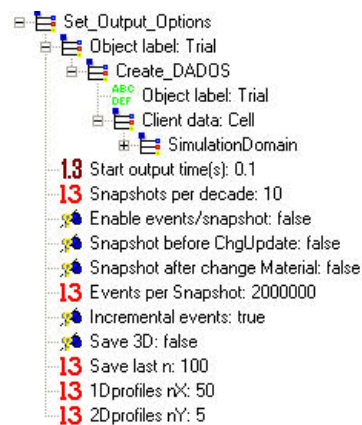 Set_Output_Options
Object label: Trial
Create_DADOS
ABC DEF Object label: Trial
Client data: Cell
SimulationDomain
1.3 Start output time(s): 0.1
13 Snapshots per decade: 10
Enable events/snapshot: false
Snapshot before ChgUpdate: false
Snapshot after change Material: false
13 Events per Snapshot: 2000000
Incremental events: true
Save 3D: false
13 Save last n: 100
13 1Dprofiles nX: 50
13 2Dprofiles nY: 5